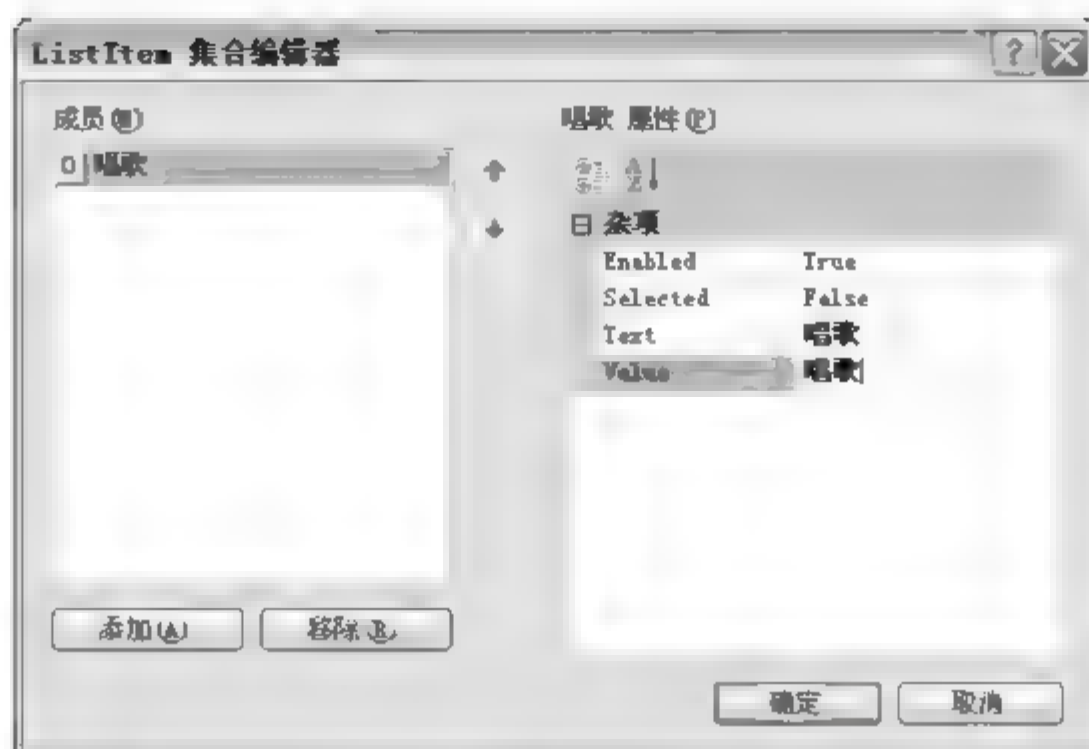 ListItem 集合编辑器
成员(M)
0 唱歌
唱歌 属性(P)
杂项
Enabled True
Selected False
Text 唱歌
Value 唱歌
添加(A)
移除(R)
确定
取消